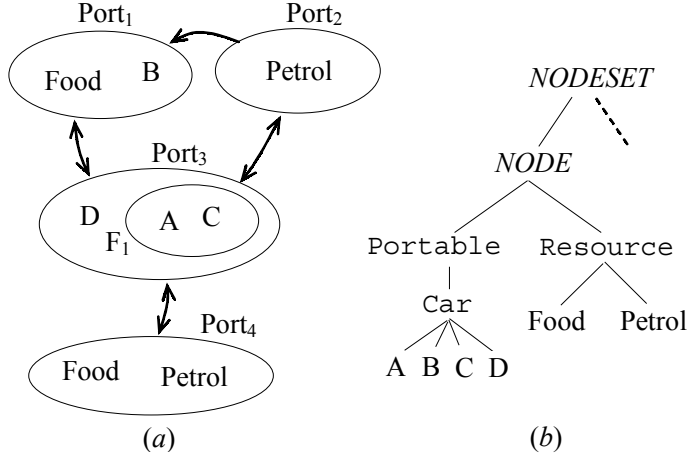 Port₁
Port₂
Food B
Petrol
Port₃
D
F₁
A C
Port₄
Food Petrol
(a)
NODESET
NODE
Portable Resource
Car
Food Petrol
A B C D
(b)